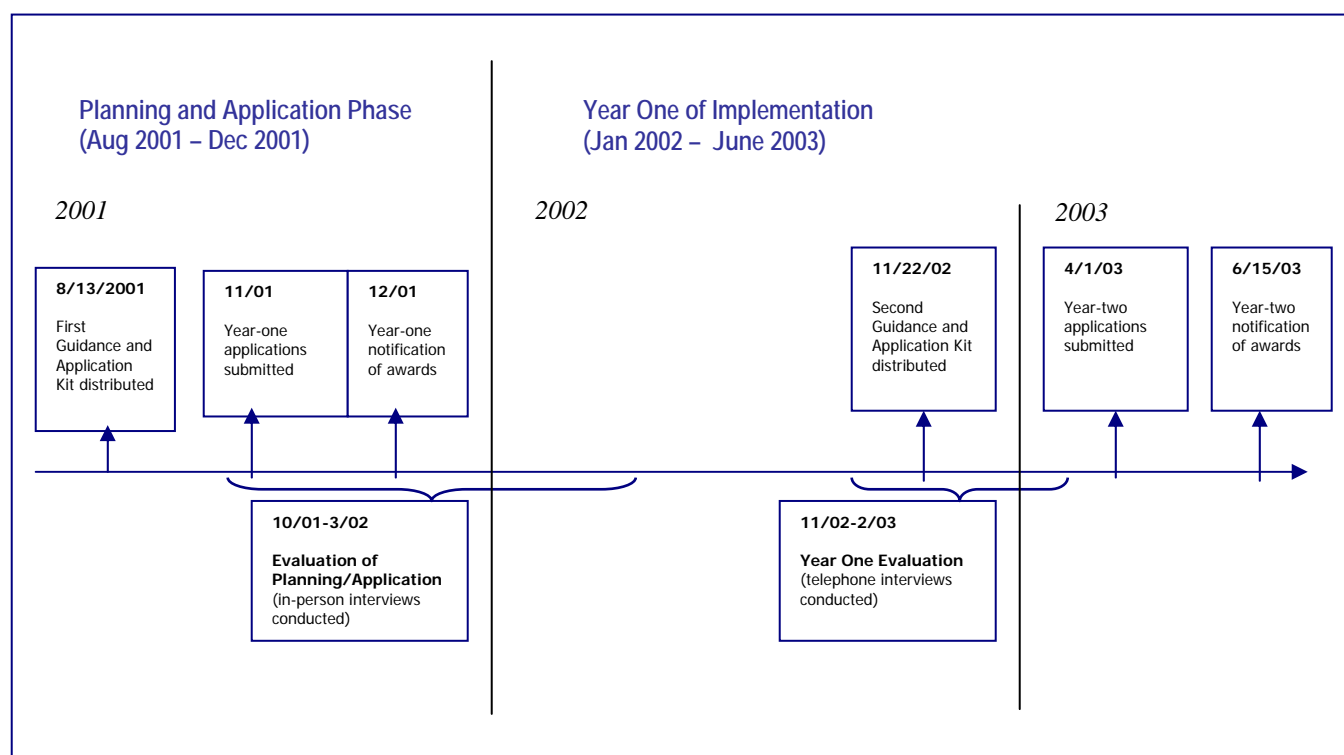 Planning and Application Phase
(Aug 2001 – Dec 2001)
Year One of Implementation
(Jan 2002 – June 2003)
2001
2002
2003
8/13/2001
First
Guidance and
Application
Kit distributed
11/01
Year-one
applications
submitted
12/01
Year-one
notification
of awards
11/22/02
Second
Guidance and
Application Kit
distributed
4/1/03
Year-two
applications
submitted
6/15/03
Year-two
notification
of awards
10/01-3/02
Evaluation of
Planning/Application
(in-person interviews
conducted)
11/02-2/03
Year One Evaluation
(telephone interviews
conducted)